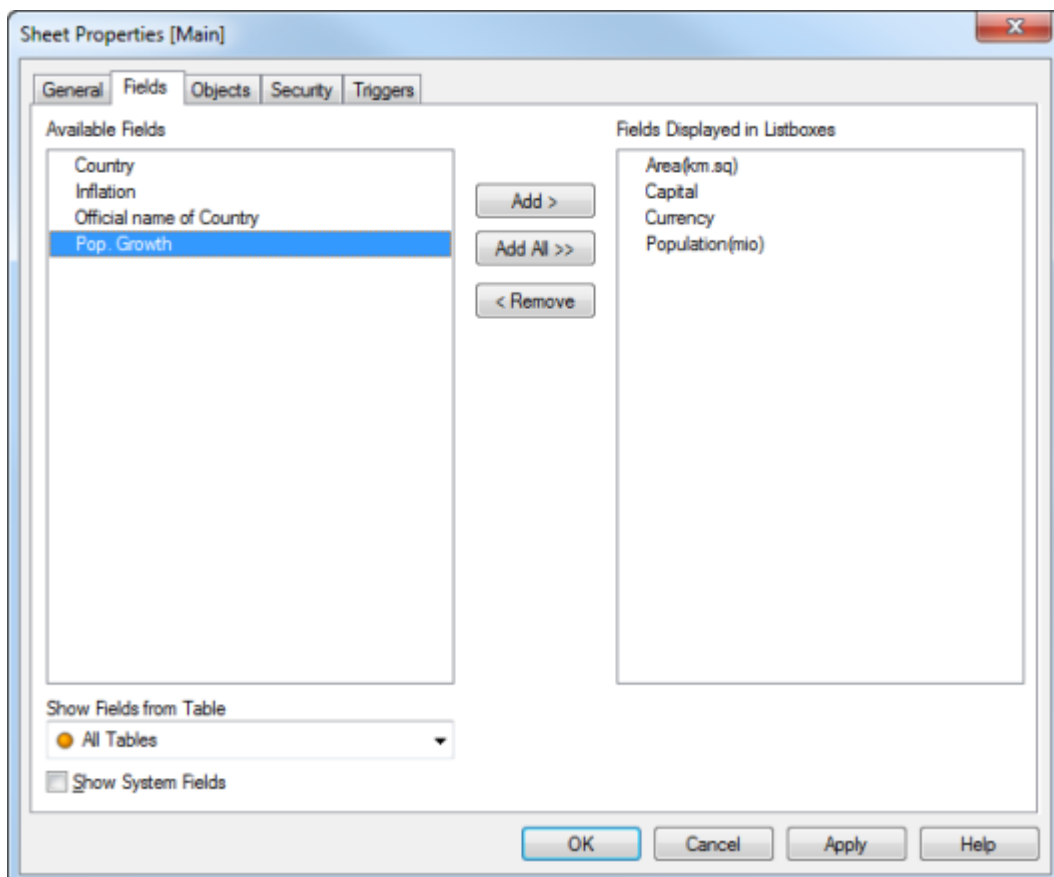 Sheet Properties [Main]
General Fields Objects Security Triggers
Available Fields
Country
Inflation
Official name of Country
Pop. Growth
Add >
Add All >>
< Remove
Fields Displayed in Listboxes
Area(km.sq)
Capital
Currency
Population(mio)
Show Fields from Table
All Tables
Show System Fields
OK Cancel Apply Help